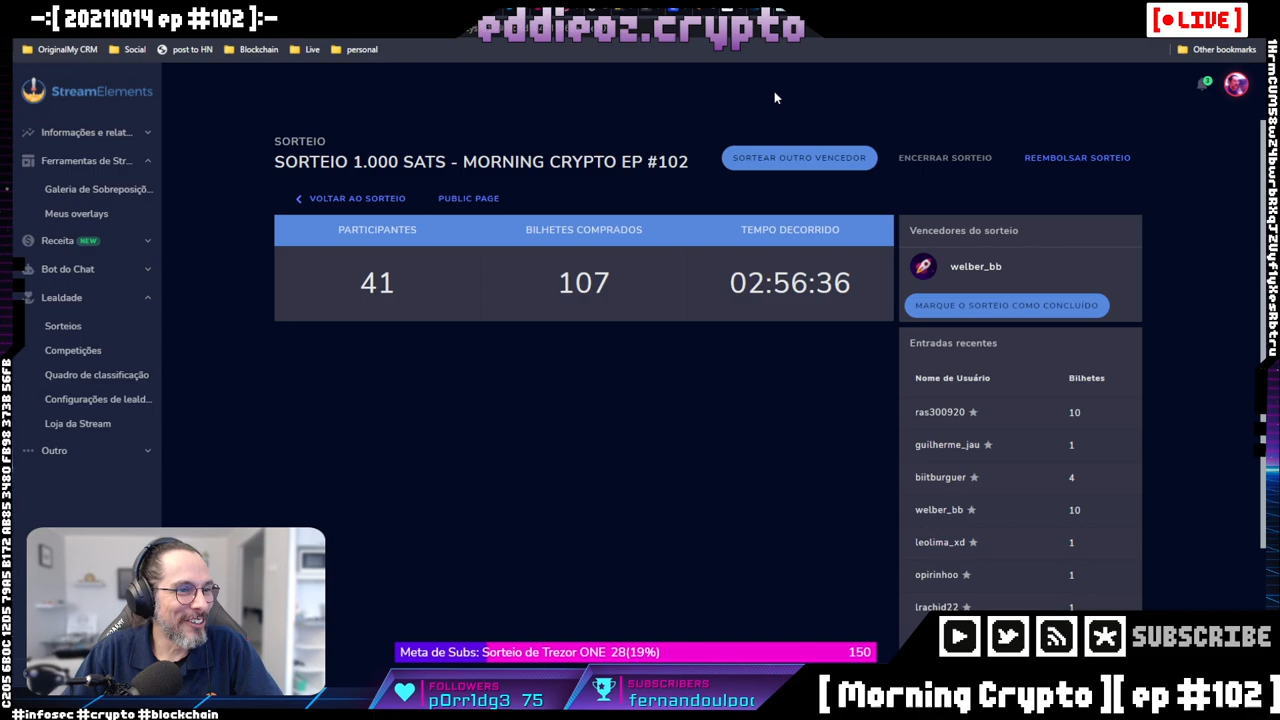 -:[ 20211014 ep #102 ]:-
eddieoz.crypto
[● LIVE ]
OriginalMy CRM
Social
post to HN
Blockchain
Live
personal
Other bookmarks
StreamElements
3
Informações e relat...
Ferramentas de Str...
Galeria de Sobreposiçõ...
Meus overlays
Receita NEW
Bot do Chat
Lealdade
Sorteios
Competições
Quadro de classificação
Configurações de leald...
Loja da Stream
Outro
SORTEIO
SORTEIO 1.000 SATS - MORNING CRYPTO EP #102
SORTEAR OUTRO VENCEDOR
ENCERRAR SORTEIO
REEMBOLSAR SORTEIO
VOLTAR AO SORTEIO
PUBLIC PAGE
PARTICIPANTES
BILHETES COMPRADOS
TEMPO DECORRIDO
41
107
02:56:36
Vencedores do sorteio
welber_bb
MARQUE O SORTEIO COMO CONCLUÍDO
Entradas recentes
Nome de Usuário
Bilhetes
ras300920 ★ 10
guilherme_jau ★ 1
biitburguer ★ 4
welber_bb ★ 10
leolima_xd ★ 1
opirinhoo ★ 1
lrachid22 ★ 1
Meta de Subs: Sorteio de Trezor ONE 28(19%)
150
FOLLOWERS
p0rr1dg3 75
SUBSCRIBERS
SUBSCRIBE
[ Morning Crypto ][ ep #102 ]
#infosec #crypto #blockchain